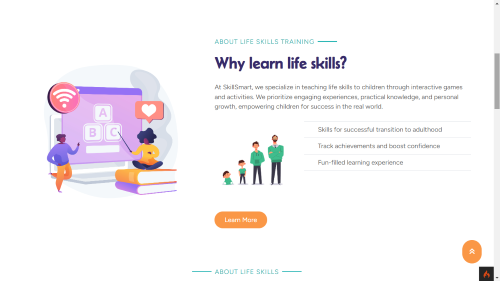 ABOUT LIFE SKILLS TRAINING
Why learn life skills?
At SkillSmart, we specialize in teaching life skills to children through interactive games
and activities. We prioritize engaging experiences, practical knowledge, and personal
growth, empowering children for success in the real world.
A
B C
Skills for successful transition to adulthood
Track achievements and boost confidence
Fun-filled learning experience
Learn More
ABOUT LIFE SKILLS